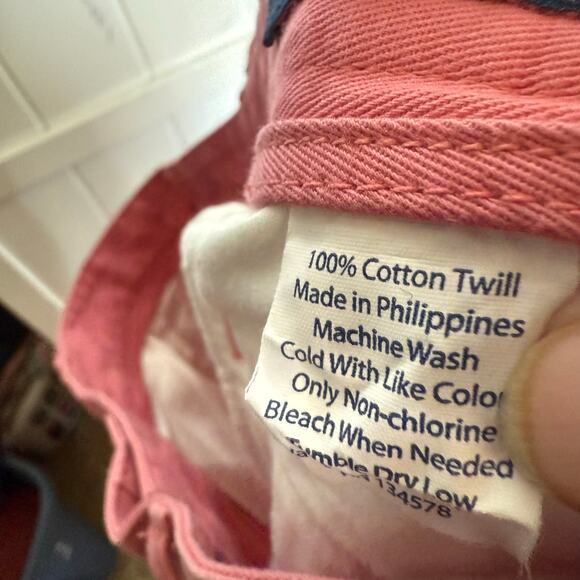 100% Cotton Twill
Made in Philippines
Machine Wash
Cold With Like Color
Only Non-chlorine
Bleach When Needed
Tumble Dry Low
134578